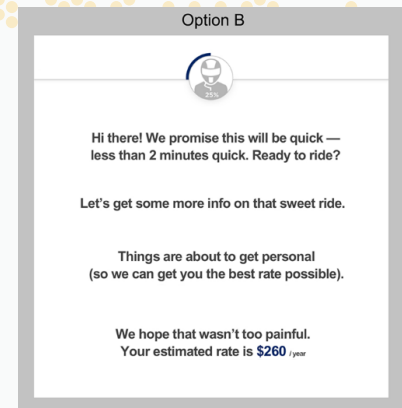 Option B
25%
Hi there! We promise this will be quick —
less than 2 minutes quick. Ready to ride?
Let’s get some more info on that sweet ride.
Things are about to get personal
(so we can get you the best rate possible).
We hope that wasn’t too painful.
Your estimated rate is $260 / year